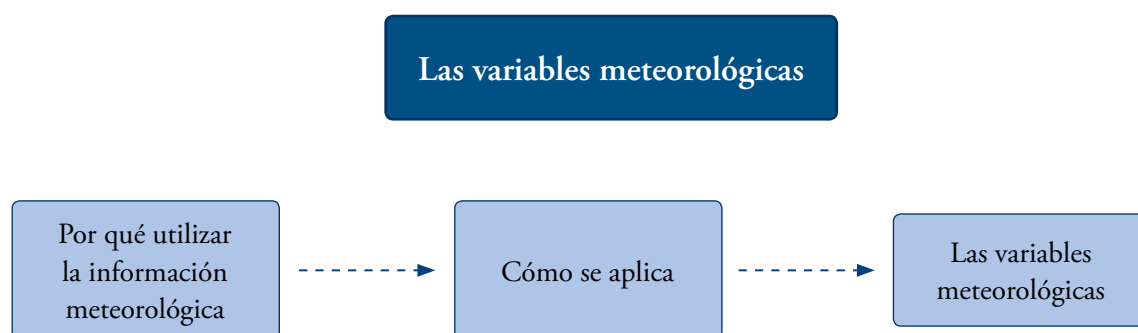 Las variables meteorológicas
Por qué utilizar
la información
meteorológica
Cómo se aplica
Las variables
meteorológicas